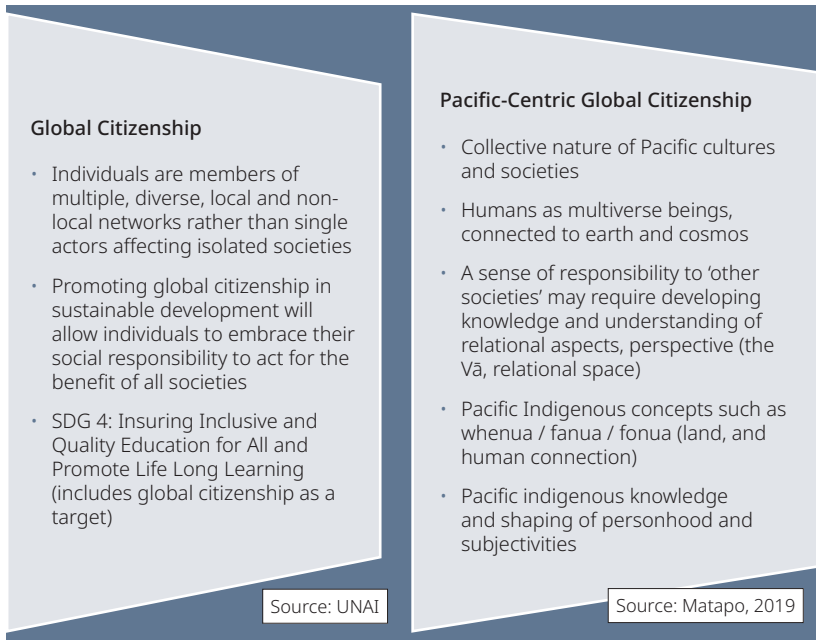 Global Citizenship
• Individuals are members of
multiple, diverse, local and non-
local networks rather than single
actors affecting isolated societies
• Promoting global citizenship in
sustainable development will
allow individuals to embrace their
social responsibility to act for the
benefit of all societies
• SDG 4: Insuring Inclusive and
Quality Education for All and
Promote Life Long Learning
(includes global citizenship as a
target)
Source: UNAI
Pacific-Centric Global Citizenship
• Collective nature of Pacific cultures
and societies
• Humans as multiverse beings,
connected to earth and cosmos
• A sense of responsibility to ‘other
societies’ may require developing
knowledge and understanding of
relational aspects, perspective (the
Vā, relational space)
• Pacific Indigenous concepts such as
whenua / fanua / fonua (land, and
human connection)
• Pacific indigenous knowledge
and shaping of personhood and
subjectivities
Source: Matapo, 2019